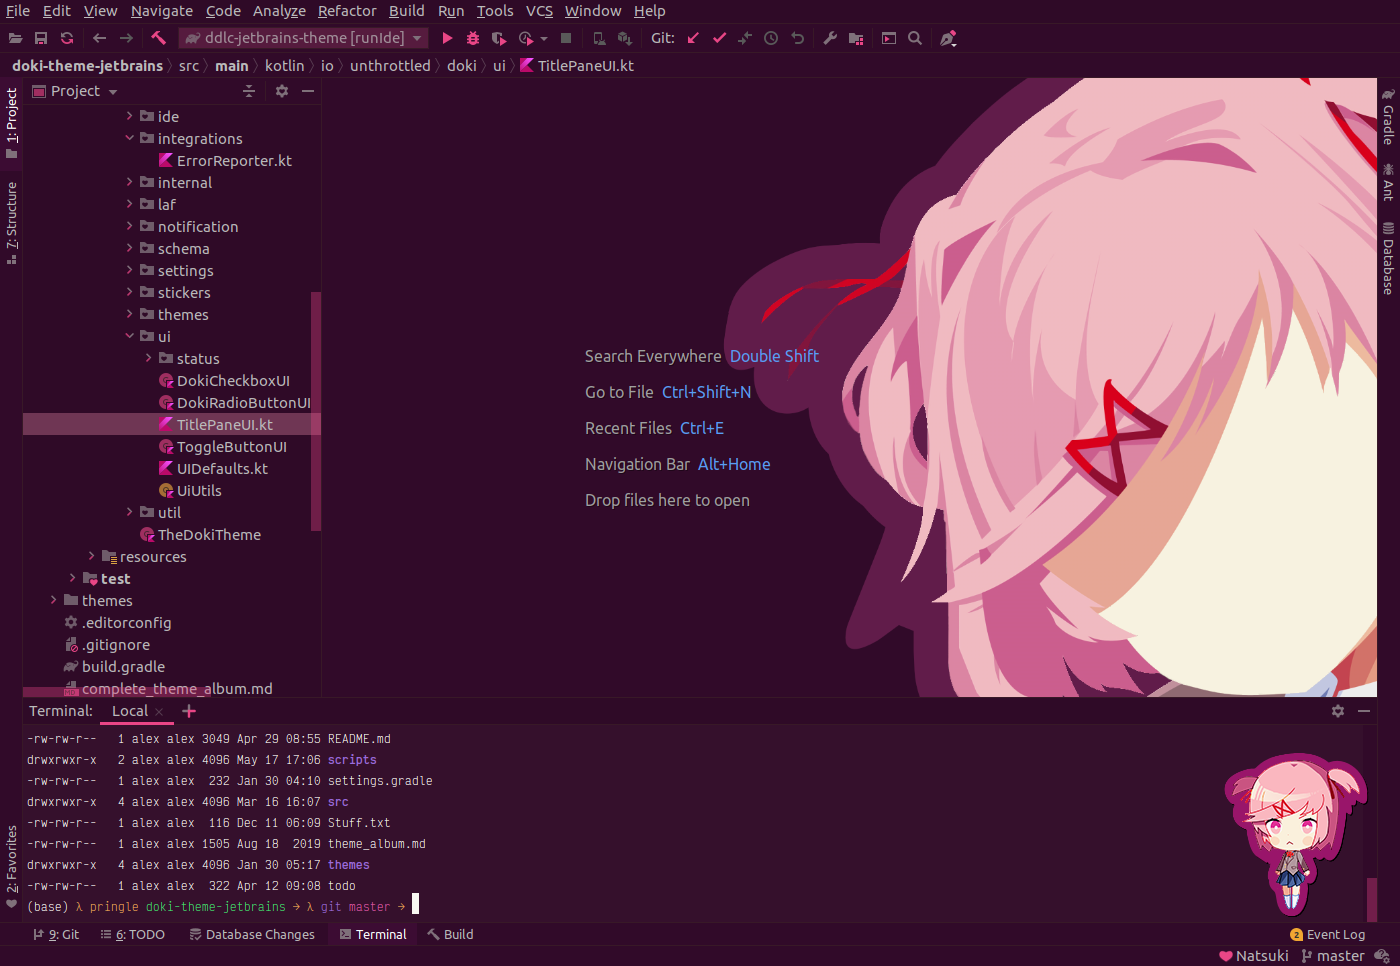 File Edit View Navigate Code Analyze Refactor Build Run Tools VCS Window Help
ddlc-jetbrains-theme [runIde] Git:
doki-theme-jetbrains src main kotlin io unthrottled doki ui TitlePaneUI.kt
1: Project
7: Structure
2: Favorites
Project
ide
integrations
ErrorReporter.kt
internal
laf
notification
schema
settings
stickers
themes
ui
status
DokiCheckboxUI
DokiRadioButtonUI
TitlePaneUI.kt
ToggleButtonUI
UIDefaults.kt
UiUtils
util
TheDokiTheme
resources
test
themes
.editorconfig
.gitignore
build.gradle
complete_theme_album.md
Search Everywhere Double Shift
Go to File Ctrl+Shift+N
Recent Files Ctrl+E
Navigation Bar Alt+Home
Drop files here to open
Gradle
Ant
Database
Terminal: Local
-rw-rw-r-- 1 alex alex 3049 Apr 29 08:55 README.md
drwxrwxr-x 2 alex alex 4096 May 17 17:06 scripts
-rw-rw-r-- 1 alex alex 232 Jan 30 04:10 settings.gradle
drwxrwxr-x 4 alex alex 4096 Mar 16 16:07 src
-rw-rw-r-- 1 alex alex 116 Dec 11 06:09 Stuff.txt
-rw-rw-r-- 1 alex alex 1505 Aug 18 2019 theme_album.md
drwxrwxr-x 4 alex alex 4096 Jan 30 05:17 themes
-rw-rw-r-- 1 alex alex 322 Apr 12 09:08 todo
(base) λ pringle doki-theme-jetbrains → λ git master →
9: Git 6: TODO Database Changes Terminal Build 2 Event Log
Natsuki master